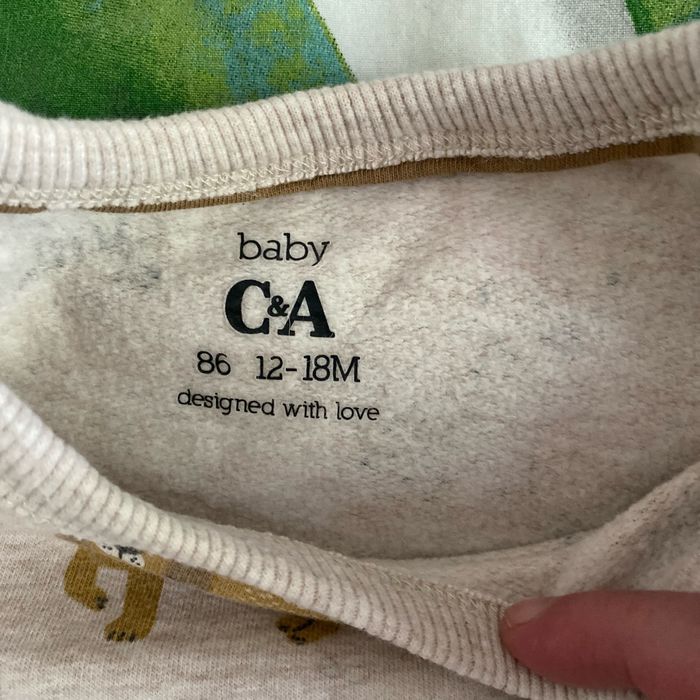 baby
C&A
86 12-18M
designed with love